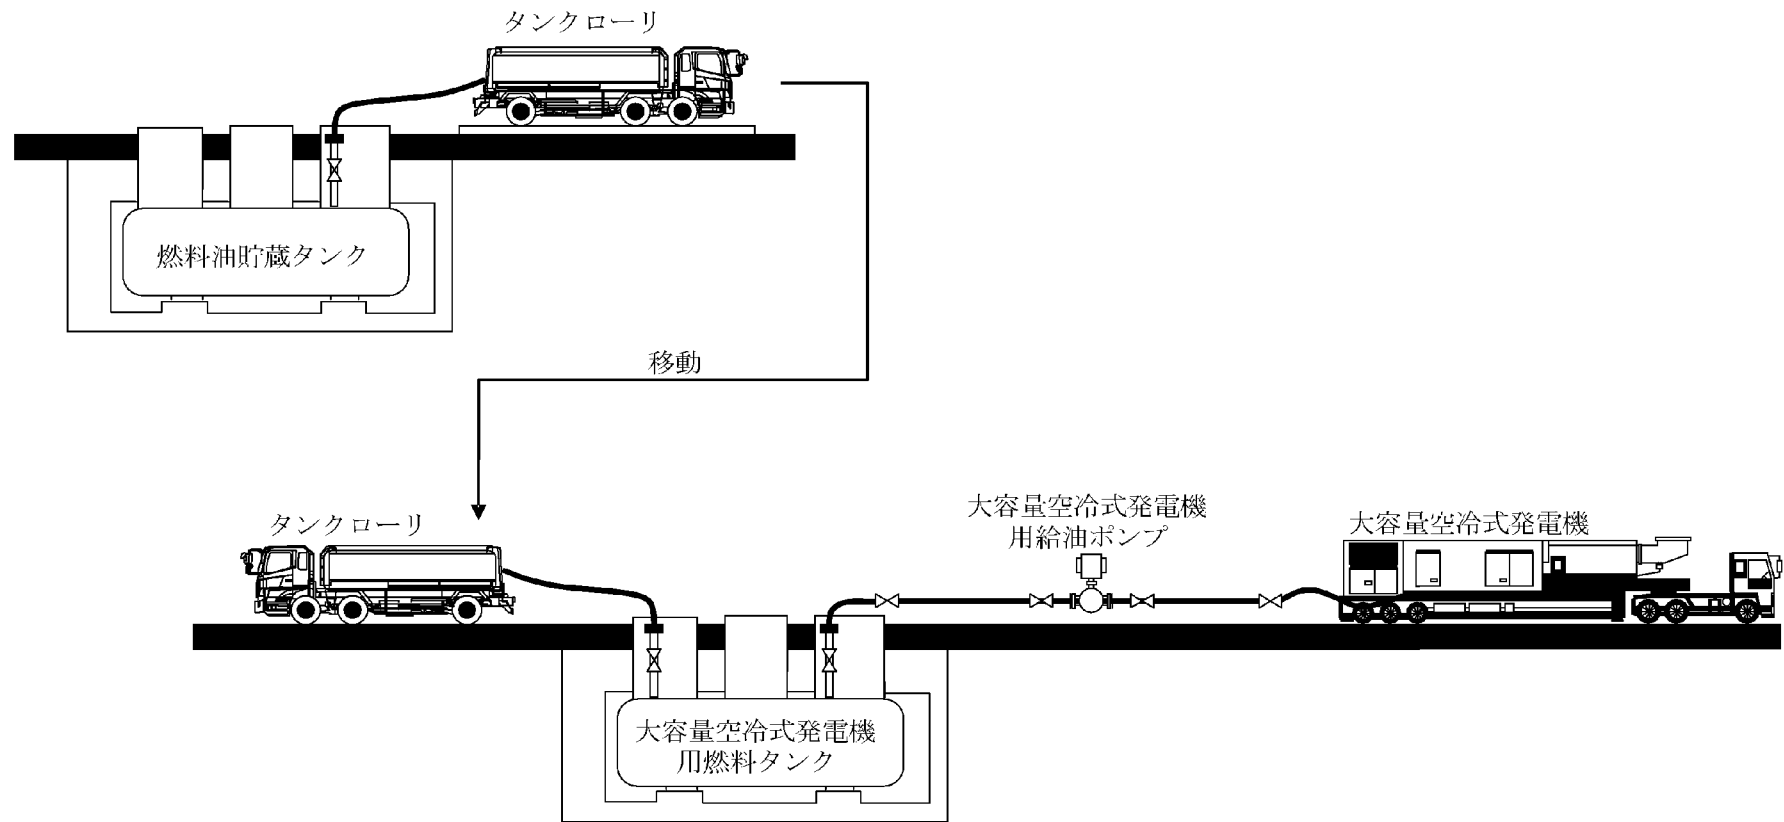 タンクローリ
燃料油貯蔵タンク
移動
タンクローリ
大容量空冷式発電機
用給油ポンプ
大容量空冷式発電機
大容量空冷式発電機
用燃料タンク